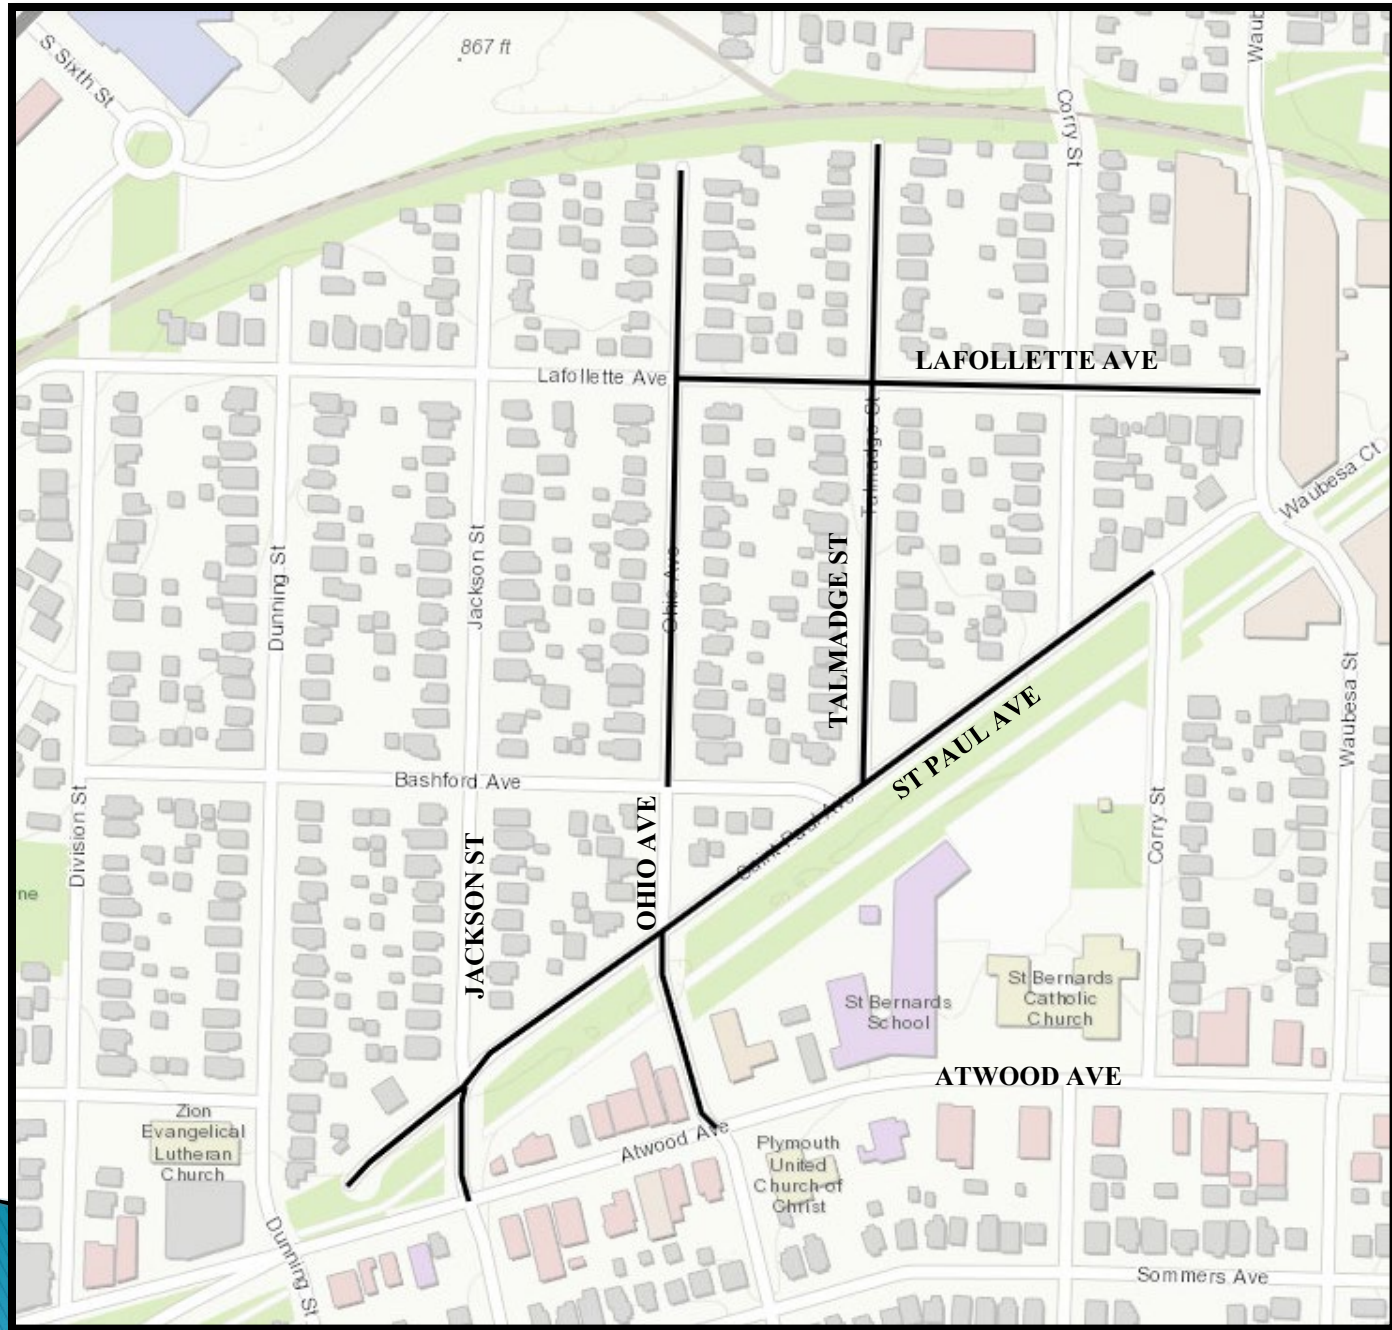 867 ft
S Sixth St
Waub
Corry St
LAFOLLETTE AVE
Lafollette Ave
Talmadge St
Waubesa Ct
Dunning St
Jackson St
Ohio Ave
TALMADGE ST
ST PAUL AVE
Waubesa St
Bashford Ave
Division St
Saint Paul Ave
OHIO AVE
JACKSON ST
Corry St
ne
St Bernards
School
St Bernards
Catholic
Church
ATWOOD AVE
Zion
Evangelical
Lutheran
Church
Atwood Ave
Plymouth
United
Church of
Christ
Dunning St
Sommers Ave